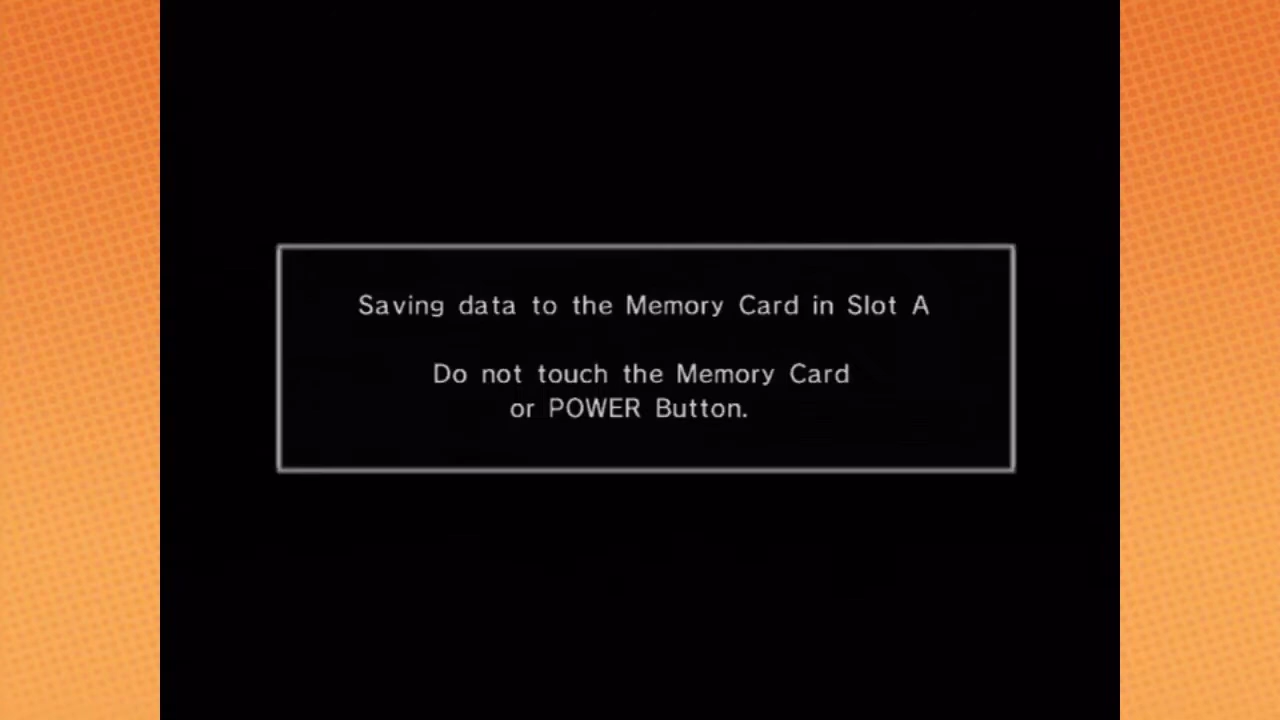 Saving data to the Memory Card in Slot A
Do not touch the Memory Card
or POWER Button.